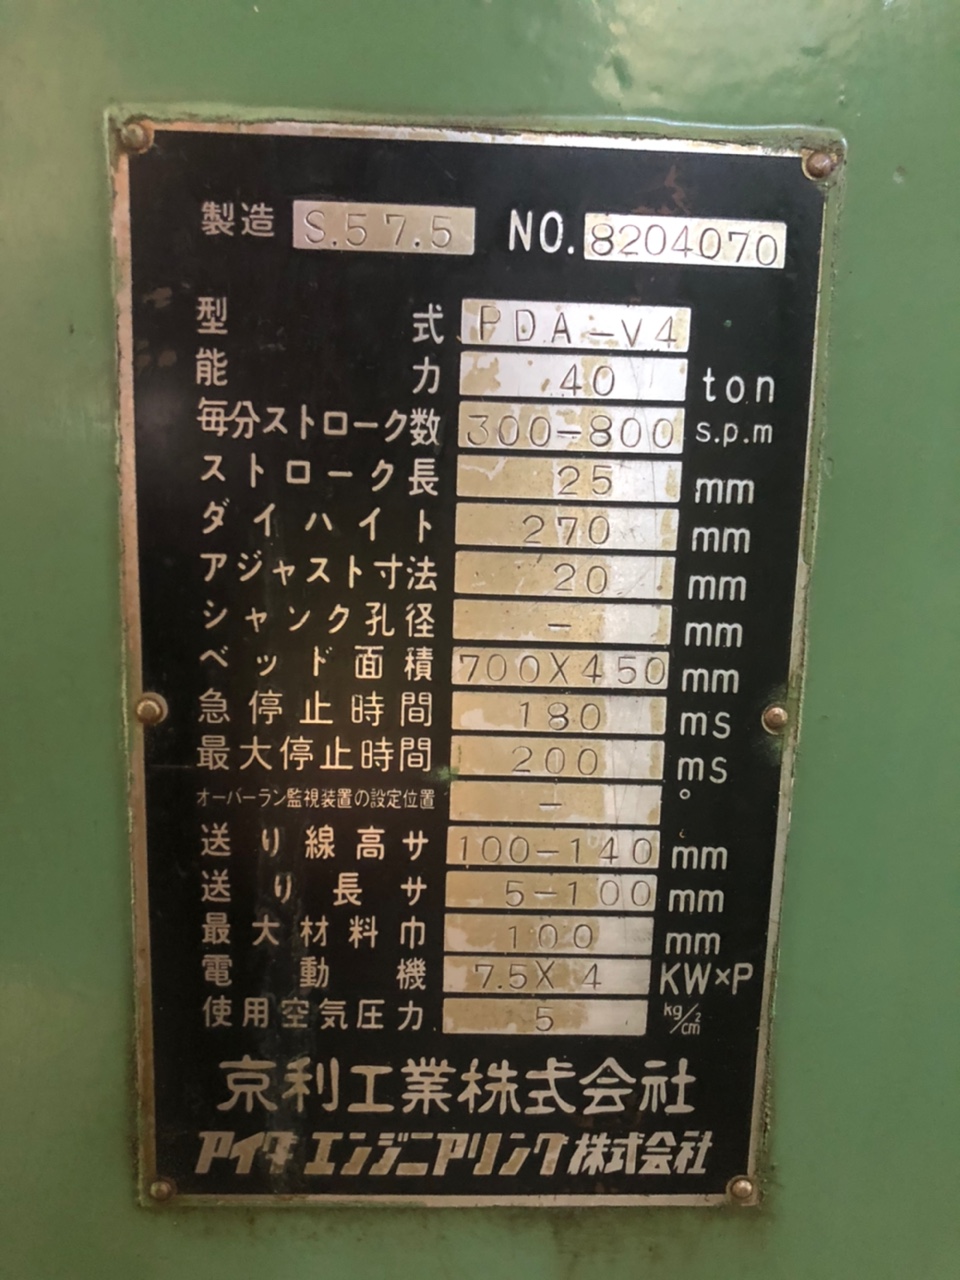 製造 S.57.5 NO. 8204070
型式 PDA-V4
能力 40 ton
毎分ストローク数 300-800 s.p.m
ストローク長 25 mm
ダイハイト 270 mm
アジャスト寸法 20 mm
シャンク孔径 - mm
ベッド面積 700X450 mm
急停止時間 180 ms
最大停止時間 200 ms
オーバーラン監視装置の設定位置 - °
送り線高サ 100-140 mm
送り長サ 5-100 mm
最大材料巾 100 mm
電動機 7.5X4 KW×P
使用空気圧力 5 kg/cm²
京利工業株式会社
アイダエンジニアリング株式会社